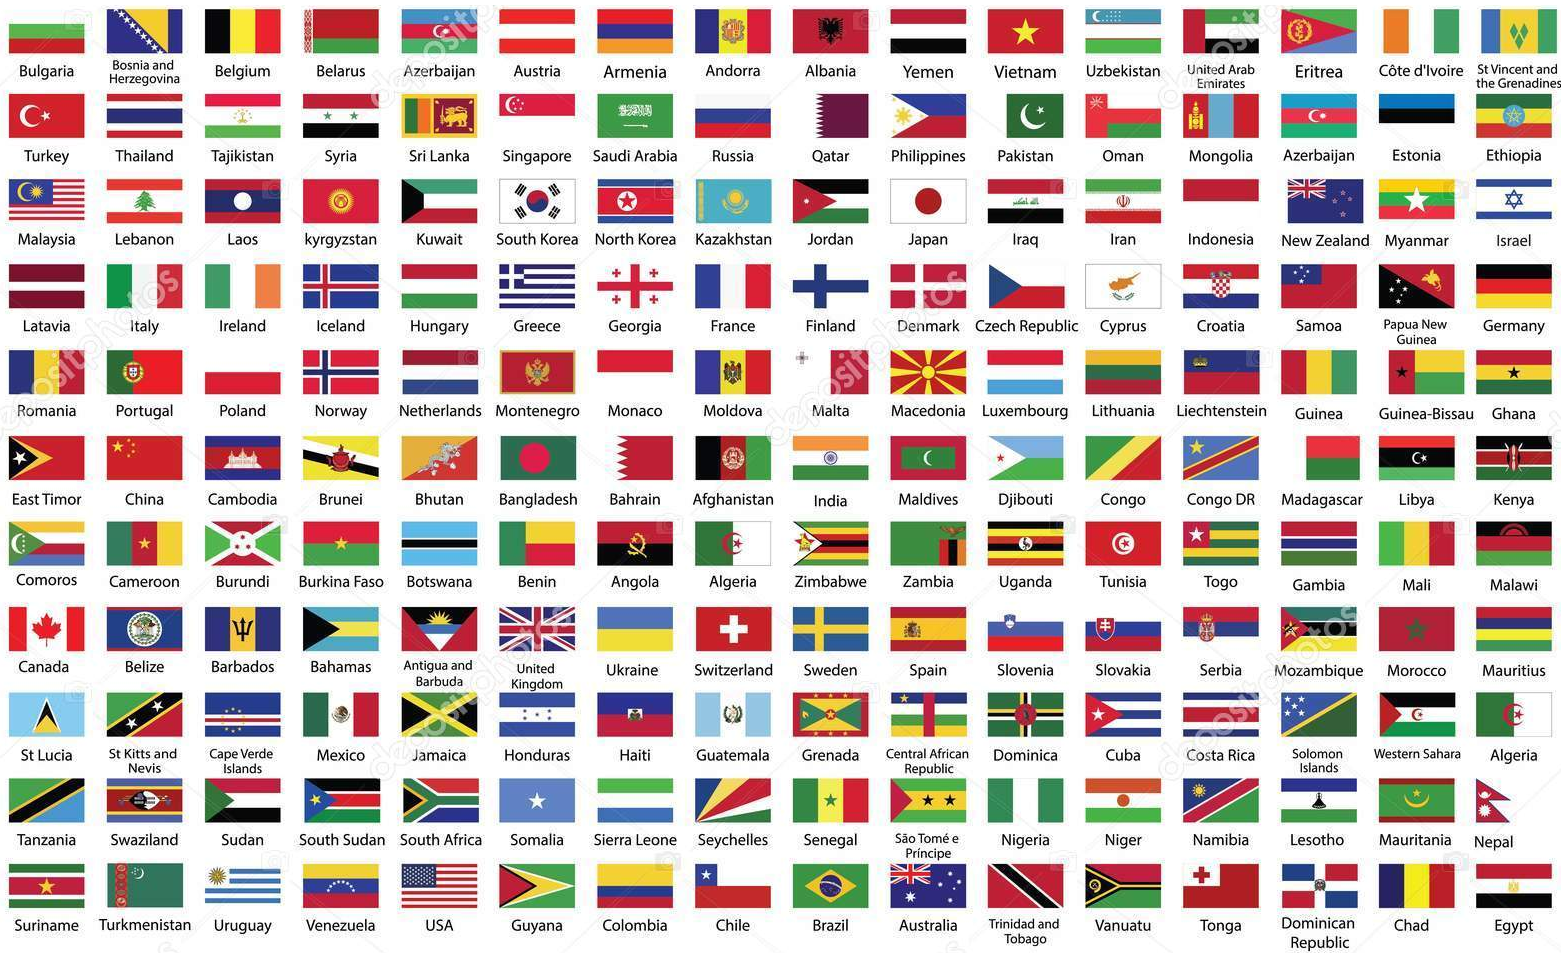 Bulgaria
Bosnia and
Herzegovina
Belgium
Belarus
Azerbaijan
Austria
Armenia
Andorra
Albania
Yemen
Vietnam
Uzbekistan
United Arab
Emirates
Eritrea
Côte d'Ivoire
St Vincent and
the Grenadines
Turkey
Thailand
Tajikistan
Syria
Sri Lanka
Singapore
Saudi Arabia
Russia
Qatar
Philippines
Pakistan
Oman
Mongolia
Azerbaijan
Estonia
Ethiopia
Malaysia
Lebanon
Laos
kyrgyzstan
Kuwait
South Korea
North Korea
Kazakhstan
Jordan
Japan
Iraq
Iran
Indonesia
New Zealand
Myanmar
Israel
Latavia
Italy
Ireland
Iceland
Hungary
Greece
Georgia
France
Finland
Denmark
Czech Republic
Cyprus
Croatia
Samoa
Papua New
Guinea
Germany
Romania
Portugal
Poland
Norway
Netherlands
Montenegro
Monaco
Moldova
Malta
Macedonia
Luxembourg
Lithuania
Liechtenstein
Guinea
Guinea-Bissau
Ghana
East Timor
China
Cambodia
Brunei
Bhutan
Bangladesh
Bahrain
Afghanistan
India
Maldives
Djibouti
Congo
Congo DR
Madagascar
Libya
Kenya
Comoros
Cameroon
Burundi
Burkina Faso
Botswana
Benin
Angola
Algeria
Zimbabwe
Zambia
Uganda
Tunisia
Togo
Gambia
Mali
Malawi
Canada
Belize
Barbados
Bahamas
Antigua and
Barbuda
United
Kingdom
Ukraine
Switzerland
Sweden
Spain
Slovenia
Slovakia
Serbia
Mozambique
Morocco
Mauritius
St Lucia
St Kitts and
Nevis
Cape Verde
Islands
Mexico
Jamaica
Honduras
Haiti
Guatemala
Grenada
Central African
Republic
Dominica
Cuba
Costa Rica
Solomon
Islands
Western Sahara
Algeria
Tanzania
Swaziland
Sudan
South Sudan
South Africa
Somalia
Sierra Leone
Seychelles
Senegal
São Tomé e
Príncipe
Nigeria
Niger
Namibia
Lesotho
Mauritania
Nepal
Suriname
Turkmenistan
Uruguay
Venezuela
USA
Guyana
Colombia
Chile
Brazil
Australia
Trinidad and
Tobago
Vanuatu
Tonga
Dominican
Republic
Chad
Egypt
depositphotos